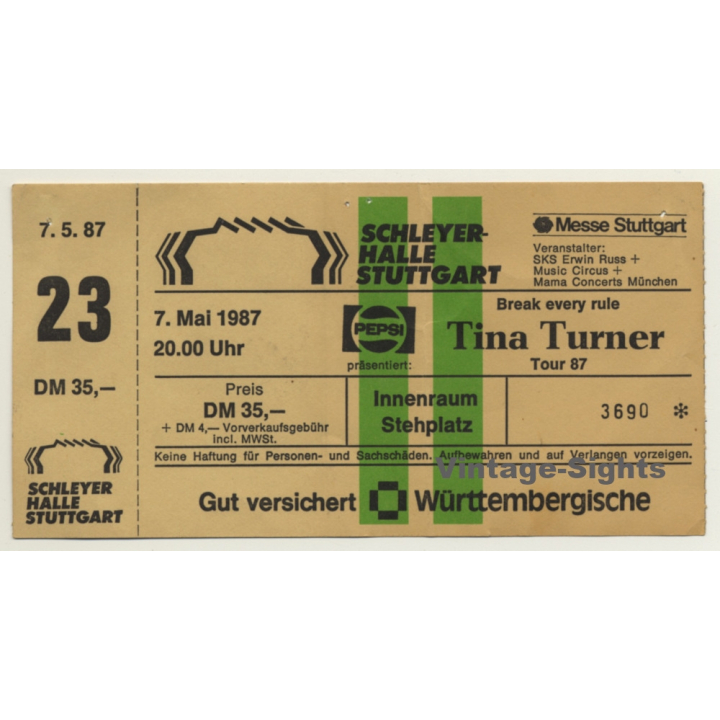 7. 5. 87
23
DM 35,—
SCHLEYER
HALLE
STUTTGART
SCHLEYER-
HALLE
STUTTGART
Messe Stuttgart
Veranstalter:
SKS Erwin Russ +
Music Circus +
Mama Concerts München
7. Mai 1987
20.00 Uhr
PEPSI
präsentiert:
Break every rule
Tina Turner
Tour 87
Preis
DM 35,—
+ DM 4,— Vorverkaufsgebühr
incl. MWSt.
Innenraum
Stehplatz
3690 *
Keine Haftung für Personen- und Sachschäden. Aufbewahren und auf Verlangen vorzeigen.
Vintage-Sights
Gut versichert Württembergische